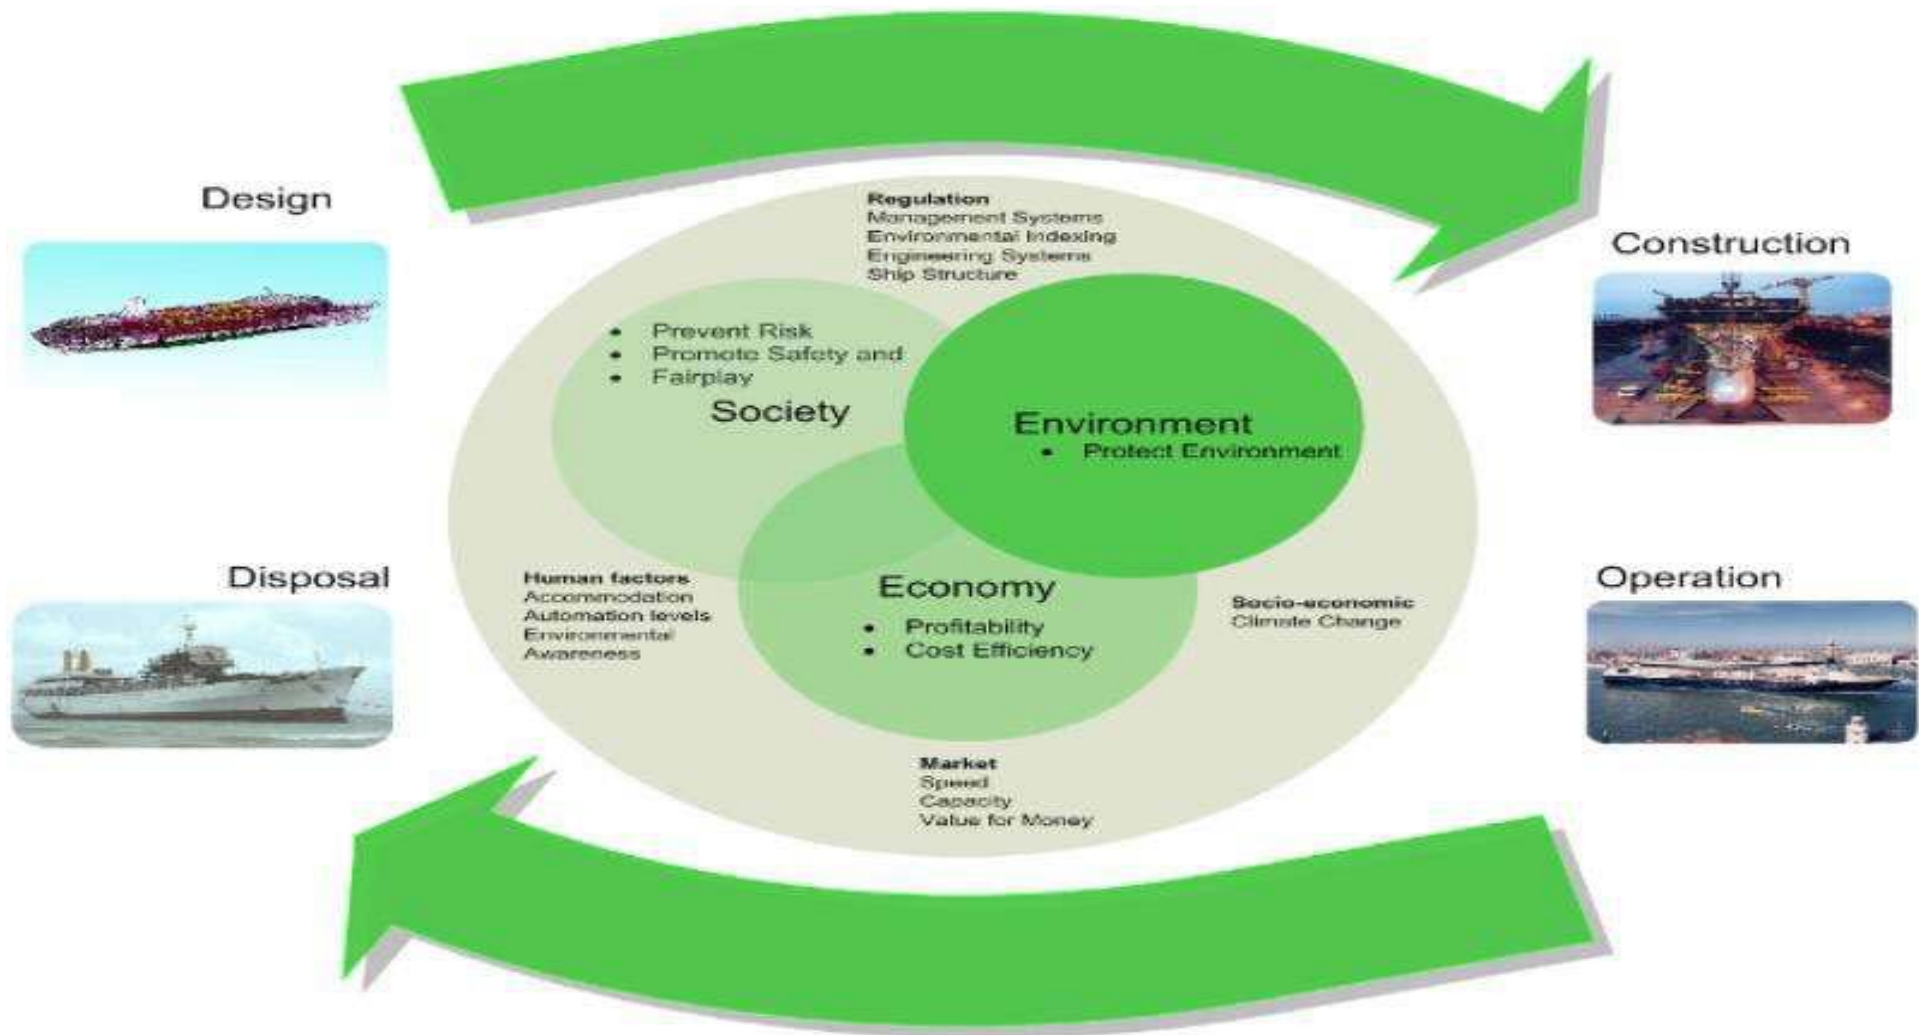 Design
Regulation
Management Systems
Environmental Indexing
Engineering Systems
Ship Structure
Construction
• Prevent Risk
• Promote Safety and
• Fairplay
Society
Environment
• Protect Environment
Disposal
Human factors
Accommodation
Automation levels
Environmental
Awareness
Economy
• Profitability
• Cost Efficiency
Socio-economic
Climate Change
Operation
Market
Speed
Capacity
Value for Money